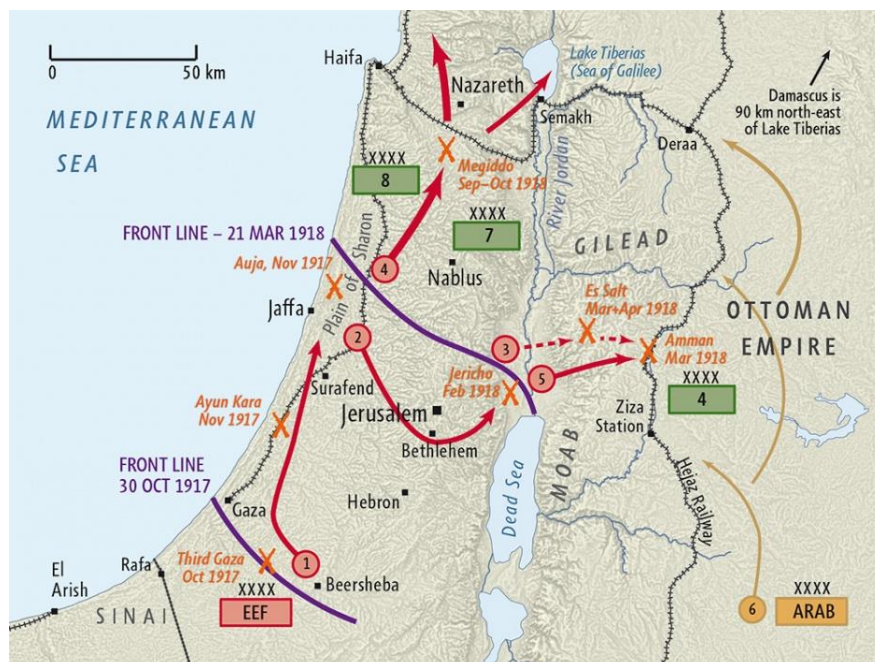 0
50 km
MEDITERRANEAN
SEA
Haifa
Nazareth
Lake Tiberias
(Sea of Galilee)
Damascus is
90 km north-east
of Lake Tiberias
Semakh
Deraa
River Jordan
Megiddo
Sep–Oct 1918
XXXX
8
XXXX
7
FRONT LINE – 21 MAR 1918
Auja, Nov 1917
Plain of Sharon
4
Nablus
GILEAD
Jaffa
2
3
Es Salt
Mar+Apr 1918
OTTOMAN
EMPIRE
Amman
Mar 1918
5
Jericho
Feb 1918
XXXX
4
Surafend
Ayun Kara
Nov 1917
Jerusalem
Bethlehem
Ziza
Station
MOAB
FRONT LINE
30 OCT 1917
Gaza
Hebron
Dead Sea
Hejaz Railway
Third Gaza
Oct 1917
1
Rafa
El
Arish
Beersheba
SINAI
XXXX
EEF
6
XXXX
ARAB